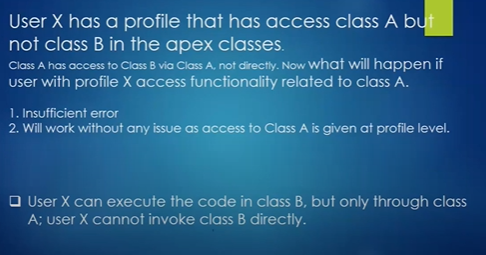 User X has a profile that has access class A but
not class B in the apex classes.
Class A has access to Class B via Class A, not directly. Now what will happen if
user with profile X access functionality related to class A.
1. Insufficient error
2. Will work without any issue as access to Class A is given at profile level.
❑ User X can execute the code in class B, but only through class
A; user X cannot invoke class B directly.